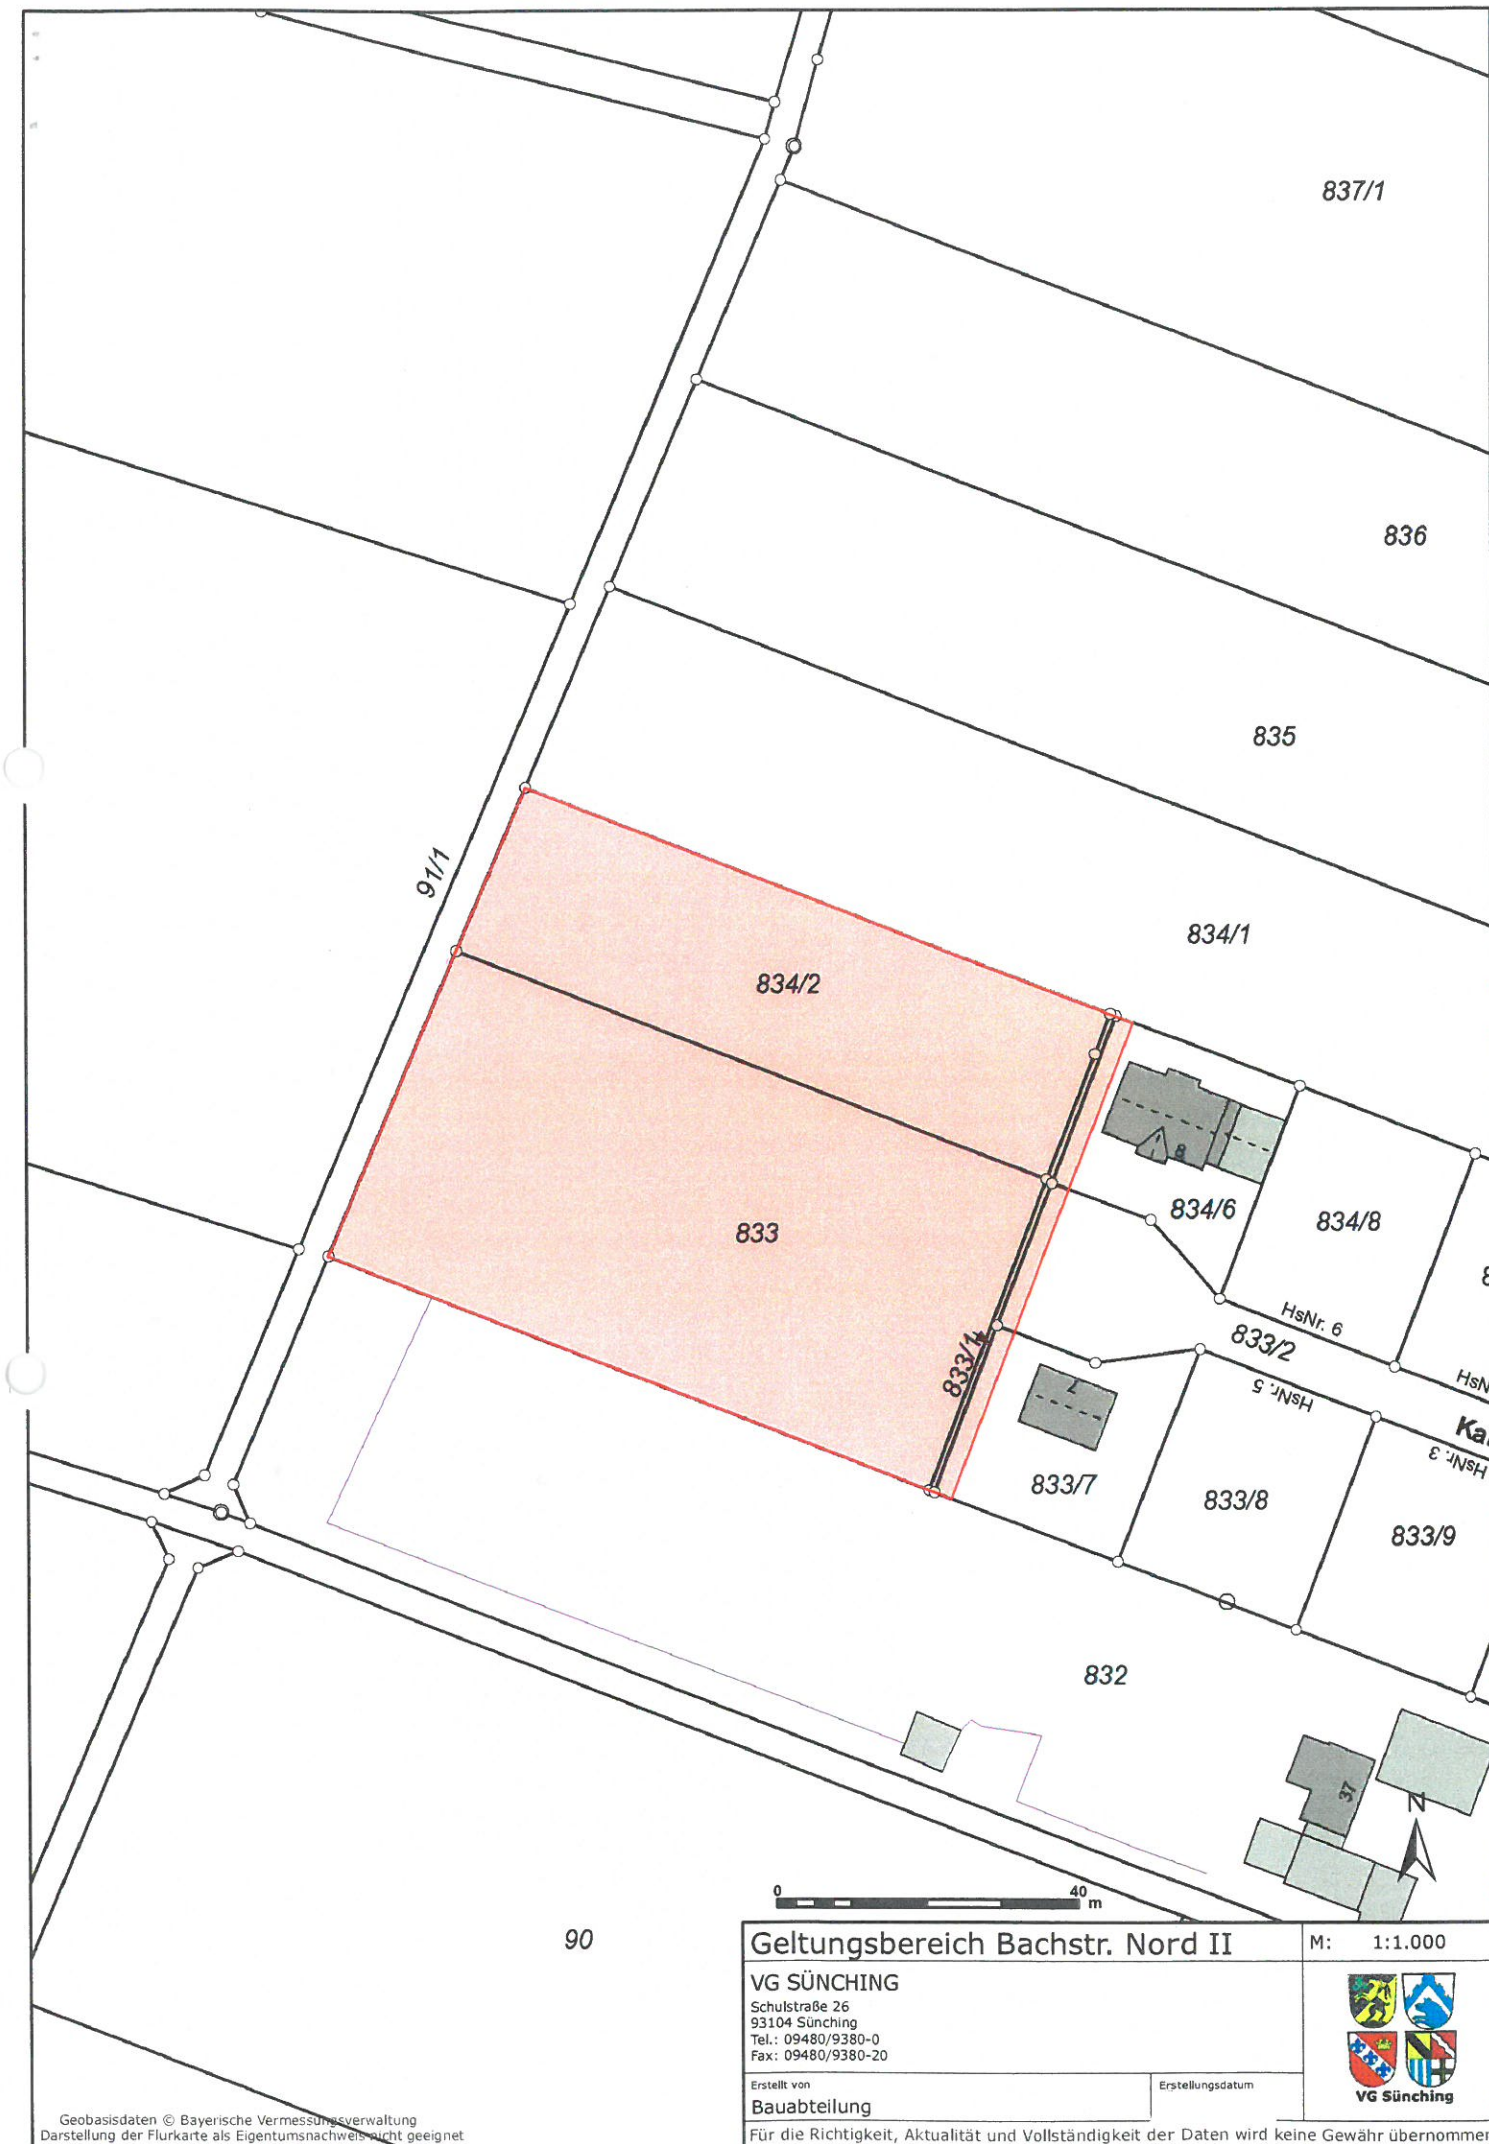 837/1
836
835
91/1
834/1
834/2
8
834/6
834/8
833
HsNr. 6
833/2
833/1
7
HsNr. 5
HsN
Ka
HsNr. 3
833/7
833/8
833/9
832
37
N
0 40
m
90
Geltungsbereich Bachstr. Nord II
M: 1:1.000
VG SÜNCHING
Schulstraße 26
93104 Sünching
Tel.: 09480/9380-0
Fax: 09480/9380-20
VG Sünching
Erstellt von
Erstellungsdatum
Bauabteilung
Geobasisdaten © Bayerische Vermessungsverwaltung
Darstellung der Flurkarte als Eigentumsnachweis nicht geeignet
Für die Richtigkeit, Aktualität und Vollständigkeit der Daten wird keine Gewähr übernommen